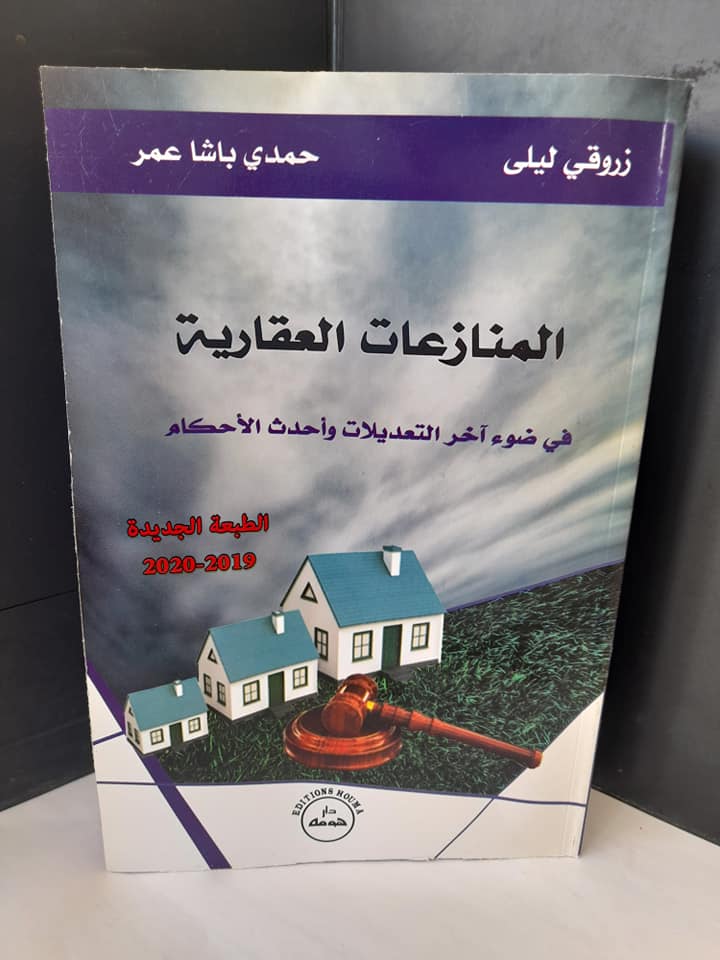 زروقي ليلى
حمدي باشا عمر
المنازعات العقارية
في ضوء آخر التعديلات وأحدث الأحكام
الطبعة الجديدة
2020-2019
EDITIONS HOUMA
دار
هومه